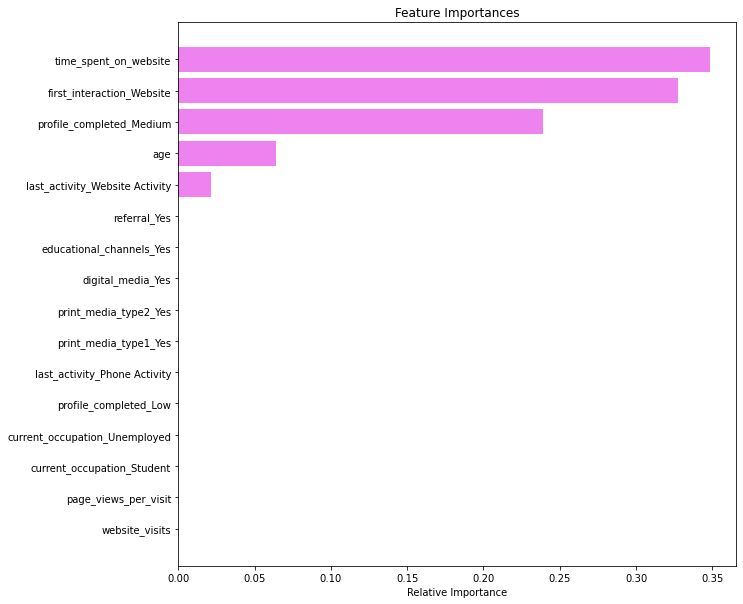 Feature Importances
time_spent_on_website
first_interaction_Website
profile_completed_Medium
age
last_activity_Website Activity
referral_Yes
educational_channels_Yes
digital_media_Yes
print_media_type2_Yes
print_media_type1_Yes
last_activity_Phone Activity
profile_completed_Low
current_occupation_Unemployed
current_occupation_Student
page_views_per_visit
website_visits
0.00 0.05 0.10 0.15 0.20 0.25 0.30 0.35
Relative Importance